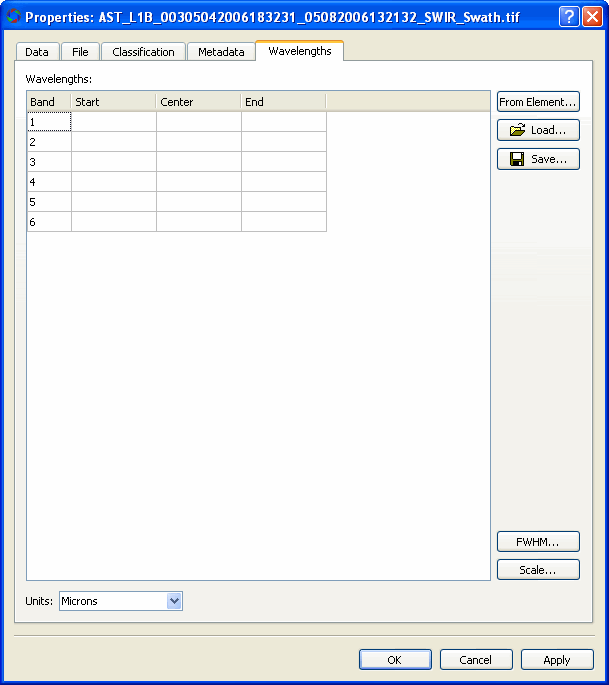 Properties: AST_L1B_00305042006183231_05082006132132_SWIR_Swath.tif
Data File Classification Metadata Wavelengths
Wavelengths:
Band Start Center End
1
2
3
4
5
6
From Element...
Load...
Save...
FWHM...
Scale...
Units: Microns
OK Cancel Apply